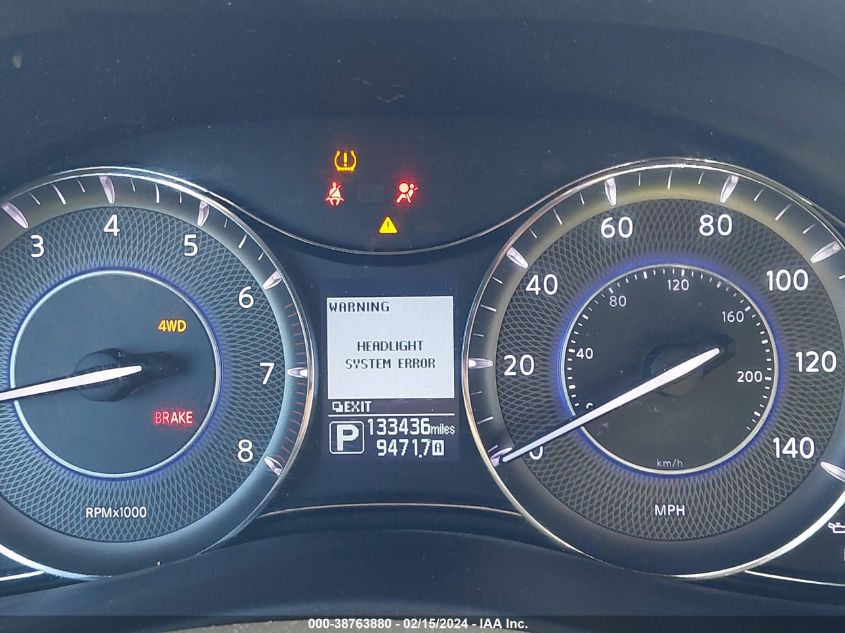 3
4
5
6
7
8
4WD
BRAKE
RPMx1000
WARNING
HEADLIGHT
SYSTEM ERROR
EXIT
P
133436miles
9471.7 A
0
20
40
60
80
100
120
140
40
80
120
160
200
km/h
MPH
000-38763880 - 02/15/2024 - IAA Inc.